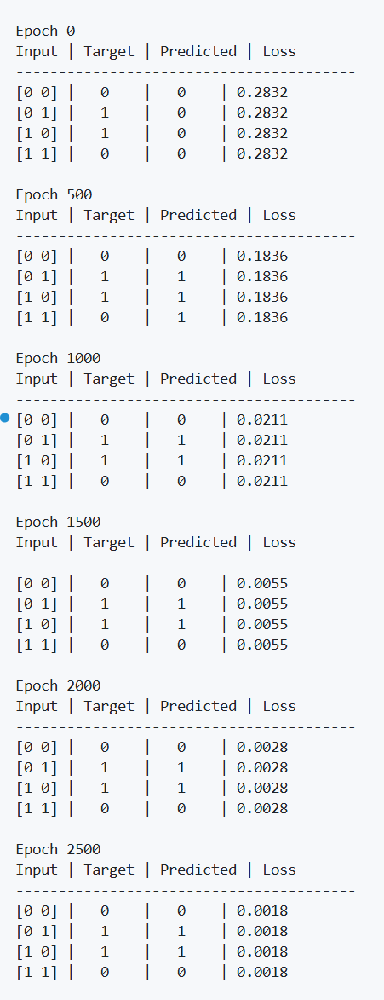 Epoch 0
Input | Target | Predicted | Loss
----------------------------------------
[0 0] |   0    |   0    | 0.2832
[0 1] |   1    |   0    | 0.2832
[1 0] |   1    |   0    | 0.2832
[1 1] |   0    |   0    | 0.2832

Epoch 500
Input | Target | Predicted | Loss
----------------------------------------
[0 0] |   0    |   0    | 0.1836
[0 1] |   1    |   1    | 0.1836
[1 0] |   1    |   1    | 0.1836
[1 1] |   0    |   1    | 0.1836

Epoch 1000
Input | Target | Predicted | Loss
----------------------------------------
[0 0] |   0    |   0    | 0.0211
[0 1] |   1    |   1    | 0.0211
[1 0] |   1    |   1    | 0.0211
[1 1] |   0    |   0    | 0.0211

Epoch 1500
Input | Target | Predicted | Loss
----------------------------------------
[0 0] |   0    |   0    | 0.0055
[0 1] |   1    |   1    | 0.0055
[1 0] |   1    |   1    | 0.0055
[1 1] |   0    |   0    | 0.0055

Epoch 2000
Input | Target | Predicted | Loss
----------------------------------------
[0 0] |   0    |   0    | 0.0028
[0 1] |   1    |   1    | 0.0028
[1 0] |   1    |   1    | 0.0028
[1 1] |   0    |   0    | 0.0028

Epoch 2500
Input | Target | Predicted | Loss
----------------------------------------
[0 0] |   0    |   0    | 0.0018
[0 1] |   1    |   1    | 0.0018
[1 0] |   1    |   1    | 0.0018
[1 1] |   0    |   0    | 0.0018